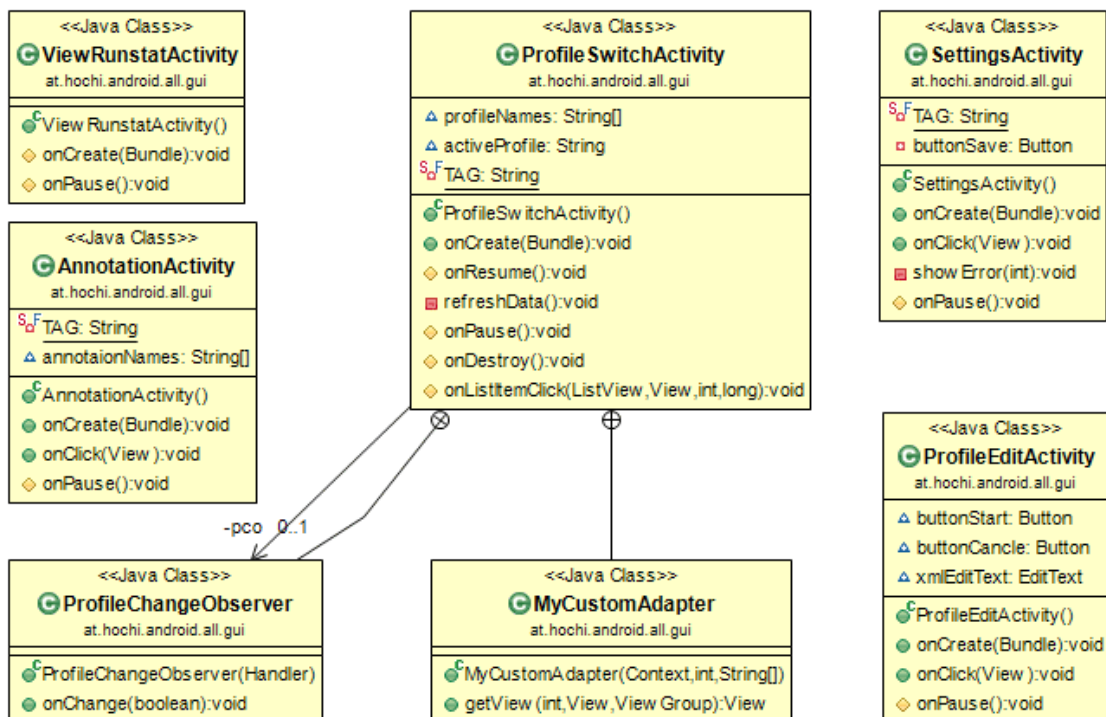 <<Java Class>>
ViewRunstatActivity
at.hochi.android.all.gui
ViewRunstatActivity()
onCreate(Bundle):void
onPause():void
<<Java Class>>
AnnotationActivity
at.hochi.android.all.gui
TAG: String
annotaionNames: String[]
AnnotationActivity()
onCreate(Bundle):void
onClick(View):void
onPause():void
<<Java Class>>
ProfileSwitchActivity
at.hochi.android.all.gui
profileNames: String[]
activeProfile: String
TAG: String
ProfileSwitchActivity()
onCreate(Bundle):void
onResume():void
refreshData():void
onPause():void
onDestroy():void
onListItemClick(ListView,View,int,long):void
<<Java Class>>
SettingsActivity
at.hochi.android.all.gui
TAG: String
buttonSave: Button
SettingsActivity()
onCreate(Bundle):void
onClick(View):void
showError(int):void
onPause():void
-pco 0..1
<<Java Class>>
ProfileChangeObserver
at.hochi.android.all.gui
ProfileChangeObserver(Handler)
onChange(boolean):void
<<Java Class>>
MyCustomAdapter
at.hochi.android.all.gui
MyCustomAdapter(Context,int,String[])
getView(int,View,ViewGroup):View
<<Java Class>>
ProfileEditActivity
at.hochi.android.all.gui
buttonStart: Button
buttonCancle: Button
xmlEditText: EditText
ProfileEditActivity()
onCreate(Bundle):void
onClick(View):void
onPause():void